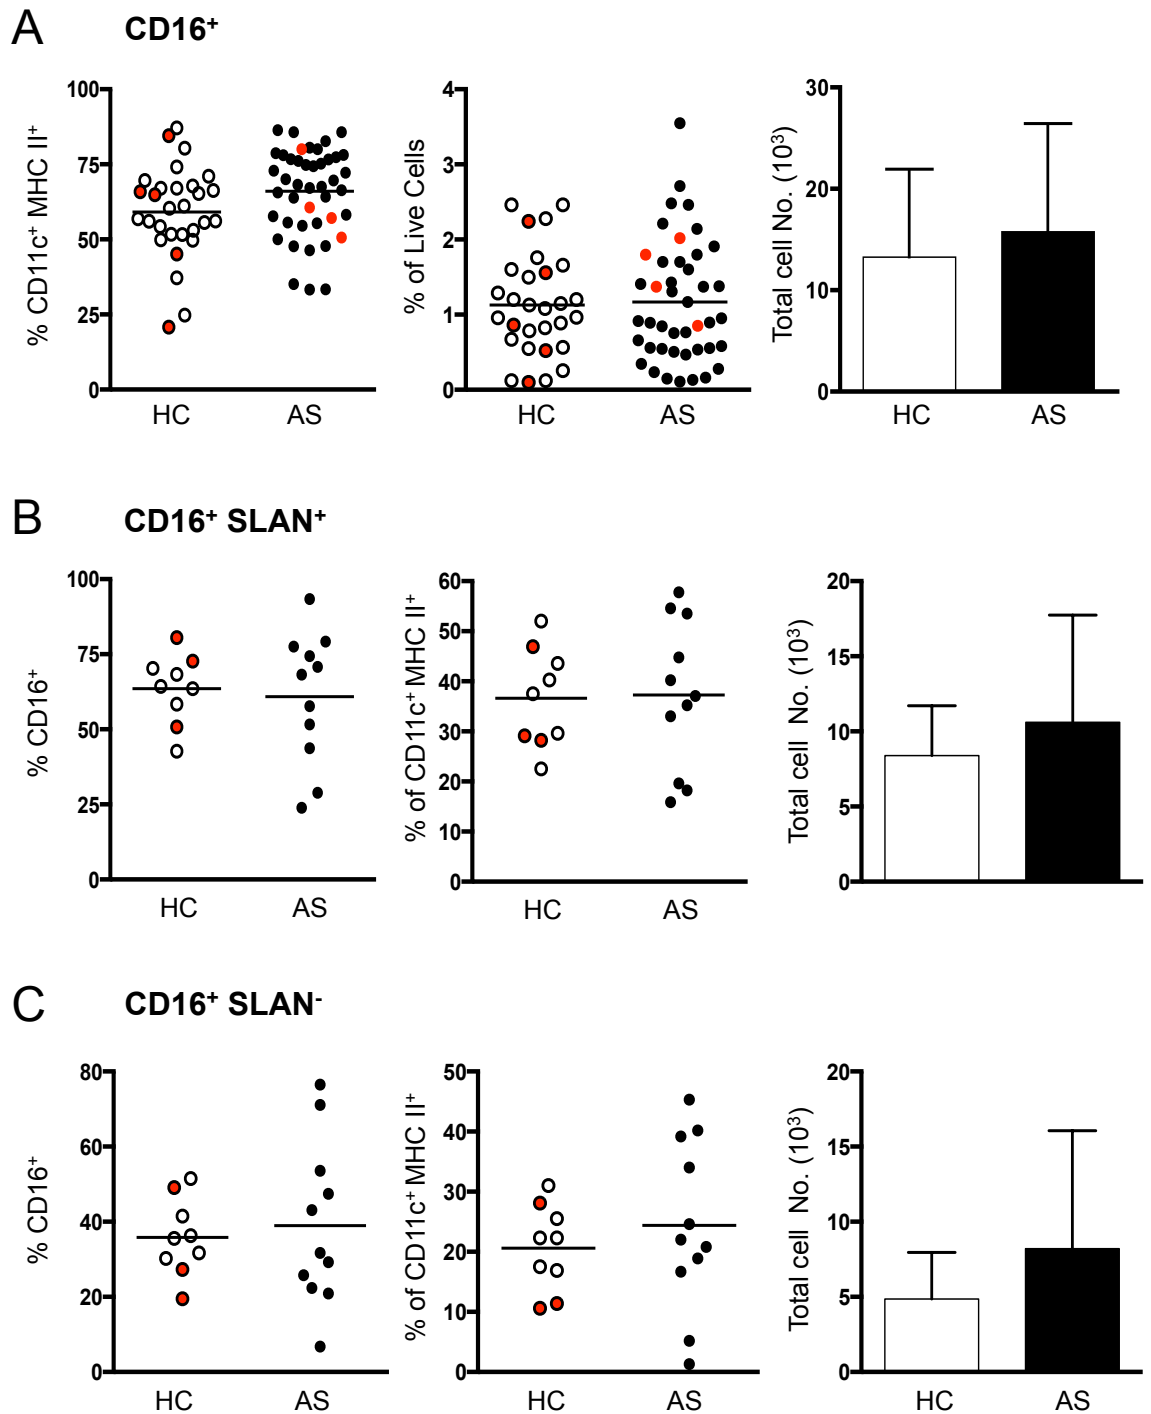 A
CD16⁺
% CD11c⁺ MHC II⁺
100
75
50
25
0
HC
AS
% of Live Cells
4
3
2
1
0
HC
AS
Total cell No. (10³)
30
20
10
0
HC
AS
B
CD16⁺ SLAN⁺
% CD16⁺
100
75
50
25
0
HC
AS
% of CD11c⁺ MHC II⁺
60
50
40
30
20
10
0
HC
AS
Total cell No. (10³)
20
15
10
5
0
C
CD16⁺ SLAN⁻
% CD16⁺
80
60
40
20
0
HC
AS
% of CD11c⁺ MHC II⁺
50
40
30
20
10
0
HC
AS
Total cell No. (10³)
20
15
10
5
0
HC
AS